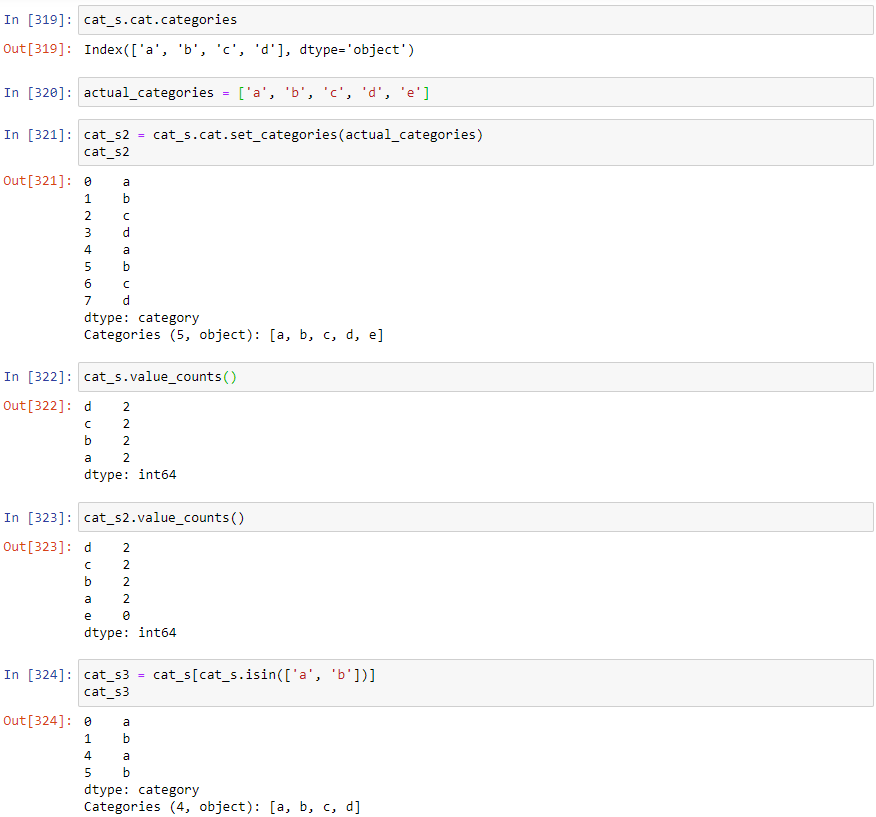 In [319]: cat_s.cat.categories
Out[319]: Index(['a', 'b', 'c', 'd'], dtype='object')
In [320]: actual_categories = ['a', 'b', 'c', 'd', 'e']
In [321]: cat_s2 = cat_s.cat.set_categories(actual_categories)
cat_s2
Out[321]: 0    a
1    b
2    c
3    d
4    a
5    b
6    c
7    d
dtype: category
Categories (5, object): [a, b, c, d, e]
In [322]: cat_s.value_counts()
Out[322]: d    2
c    2
b    2
a    2
dtype: int64
In [323]: cat_s2.value_counts()
Out[323]: d    2
c    2
b    2
a    2
e    0
dtype: int64
In [324]: cat_s3 = cat_s[cat_s.isin(['a', 'b'])]
cat_s3
Out[324]: 0    a
1    b
4    a
5    b
dtype: category
Categories (4, object): [a, b, c, d]